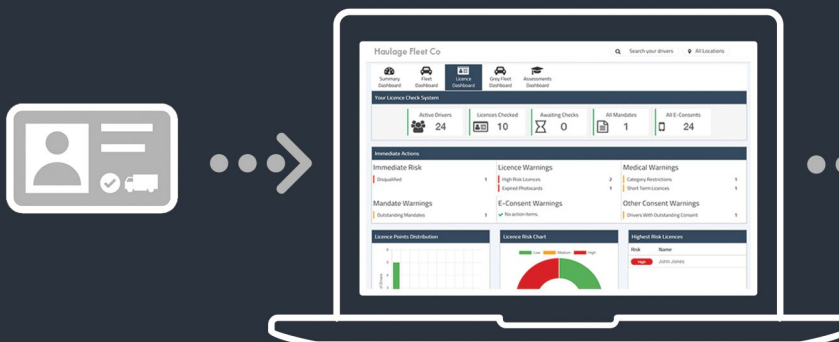 Haulage Fleet Co
Search your drivers
All Locations
Summary Dashboard
Fleet Dashboard
Licence Dashboard
Grey Fleet Dashboard
Assessments Dashboard
Your Licence Check System
Active Drivers
24
Licences Checked
10
Awaiting Checks
0
All Mandates
1
All E-Consents
24
Immediate Actions
Immediate Risk
Disqualified 1
Licence Warnings
High Risk Licences 2
Expired Photocards 1
Medical Warnings
Category Restrictions 1
Short Term Licences 1
Mandate Warnings
Outstanding Mandates 1
E-Consent Warnings
No action items.
Other Consent Warnings
Drivers With Outstanding Consent 1
Licence Points Distribution
Licence Risk Chart
Low Medium High
Highest Risk Licences
Risk Name
High John Jones